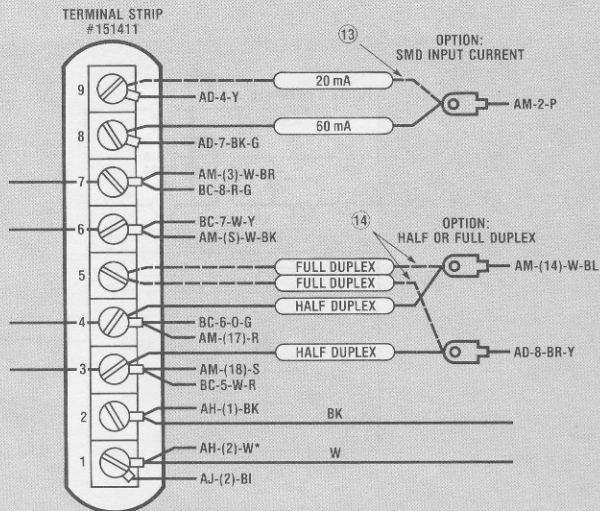 TERMINAL STRIP
#151411
13
OPTION:
SMD INPUT CURRENT
9
20 mA
AD-4-Y
AM-2-P
8
60 mA
AD-7-BK-G
7
AM-(3)-W-BR
BC-8-R-G
6
BC-7-W-Y
AM-(S)-W-BK
14
OPTION:
HALF OR FULL DUPLEX
5
FULL DUPLEX
FULL DUPLEX
AM-(14)-W-BL
HALF DUPLEX
4
BC-6-O-G
AM-(17)-R
HALF DUPLEX
AD-8-BR-Y
3
AM-(18)-S
BC-5-W-R
2
AH-(1)-BK
BK
1
AH-(2)-W*
W
AJ-(2)-BI